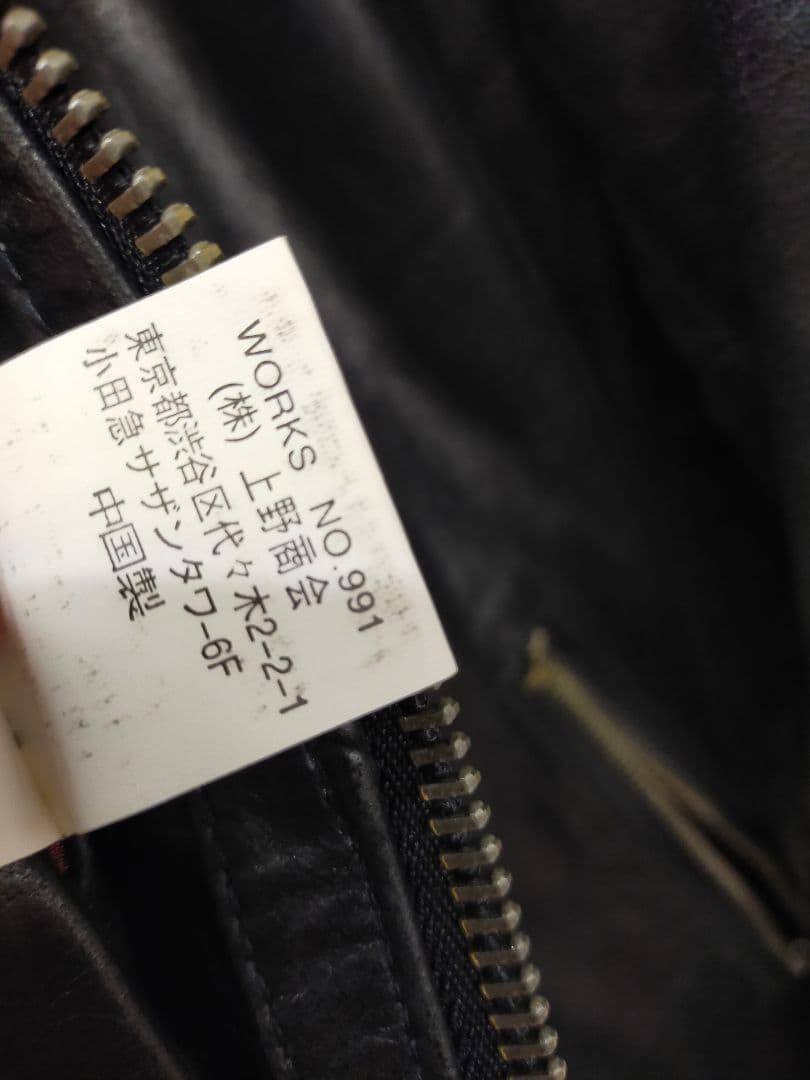 WORKS NO.991
(株) 上野商会
東京都渋谷区代々木2-2-1
小田急サザンタワー6F
中国製